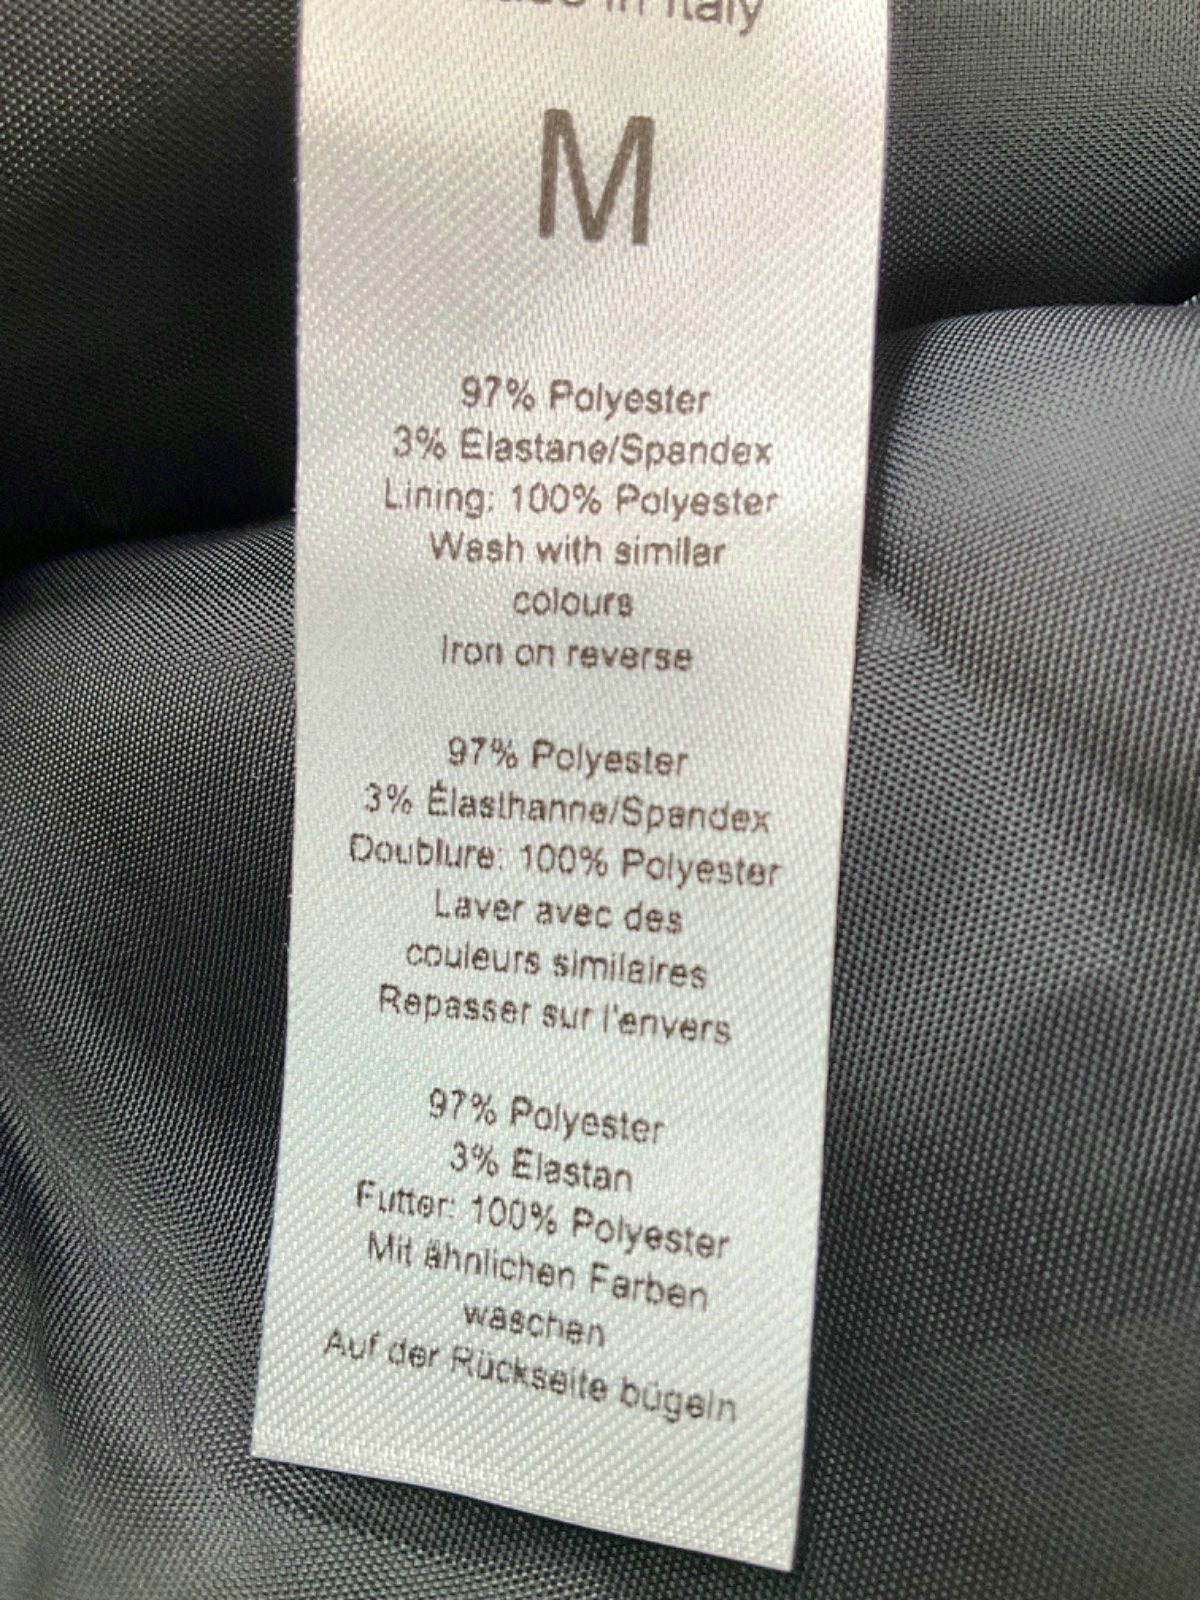 in Italy
M
97% Polyester
3% Elastane/Spandex
Lining: 100% Polyester
Wash with similar
colours
Iron on reverse
97% Polyester
3% Élasthanne/Spandex
Doublure: 100% Polyester
Laver avec des
couleurs similaires
Repasser sur l'envers
97% Polyester
3% Elastan
Futter: 100% Polyester
Mit ähnlichen Farben
waschen
Auf der Rückseite bügeln